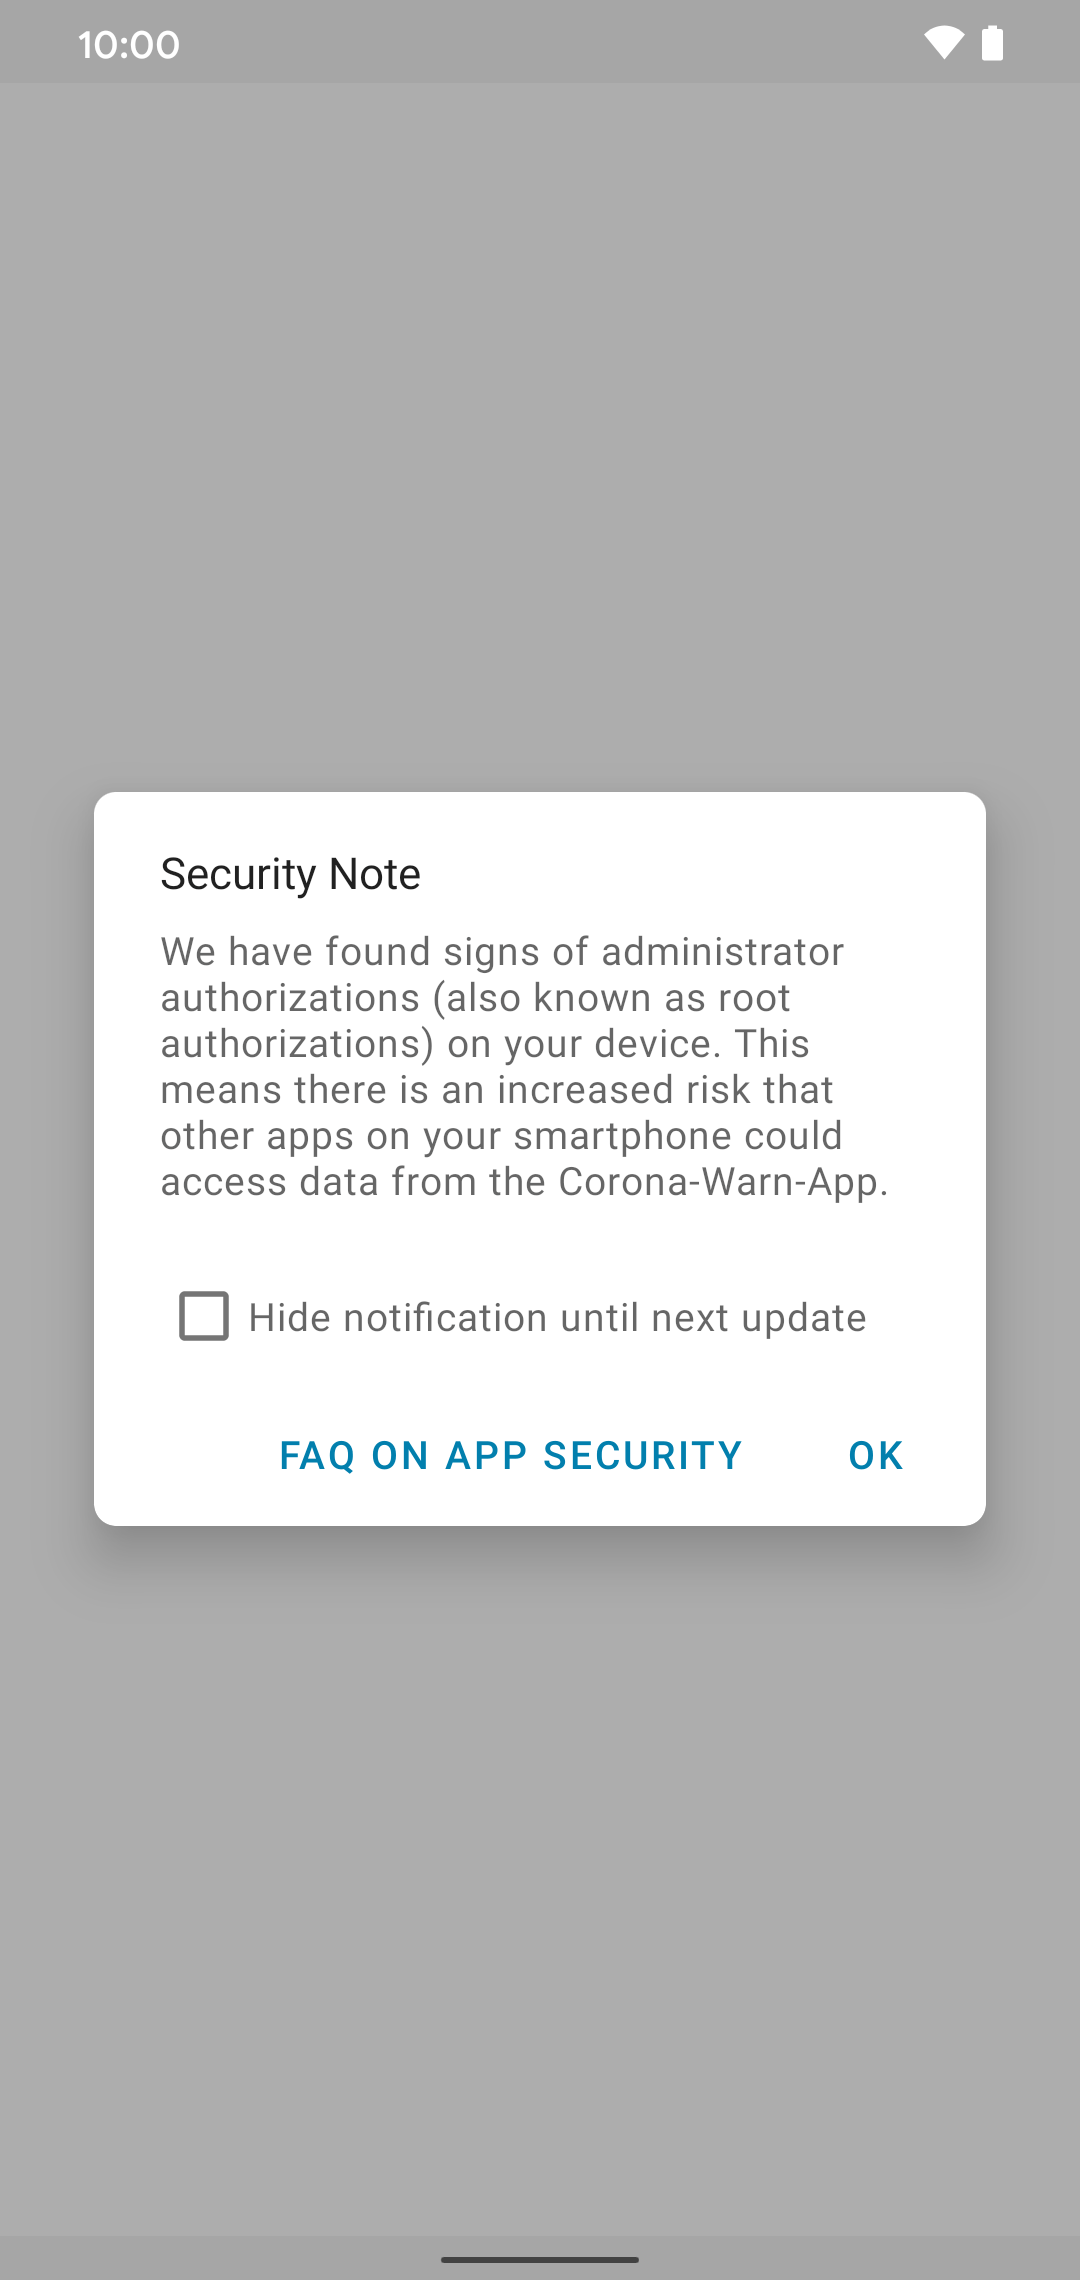 10:00
Security Note
We have found signs of administrator
authorizations (also known as root
authorizations) on your device. This
means there is an increased risk that
other apps on your smartphone could
access data from the Corona-Warn-App.
Hide notification until next update
FAQ ON APP SECURITY OK